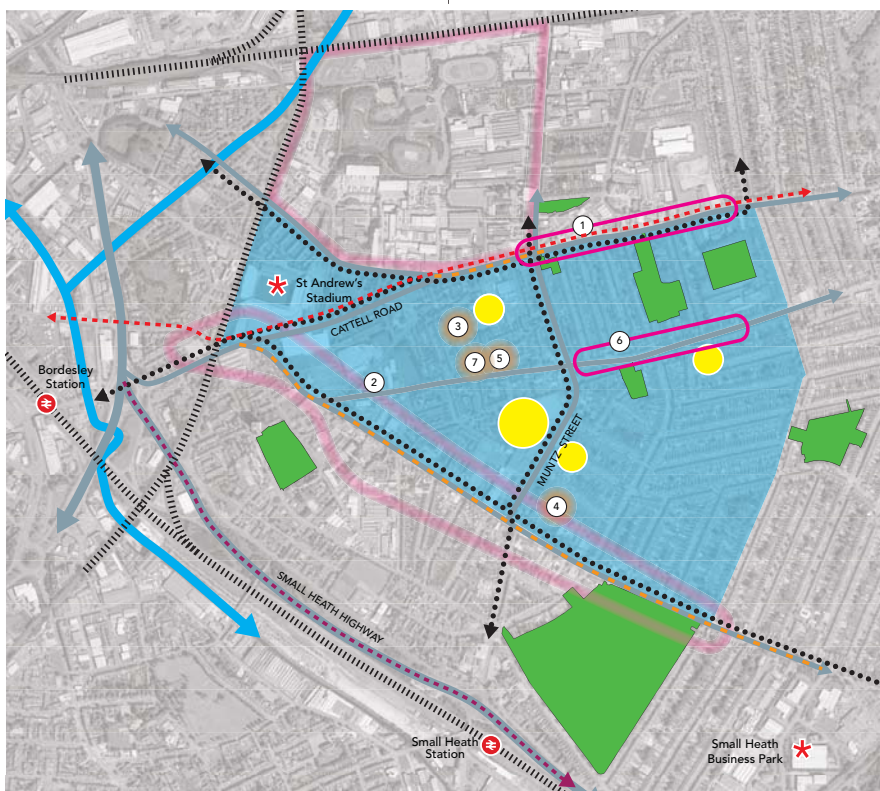 1
St Andrew's
Stadium
CATTELL ROAD
3
6
7
5
2
Bordesley
Station
MUNTZ STREET
4
SMALL HEATH HIGHWAY
Small Heath
Station
Small Heath
Business Park